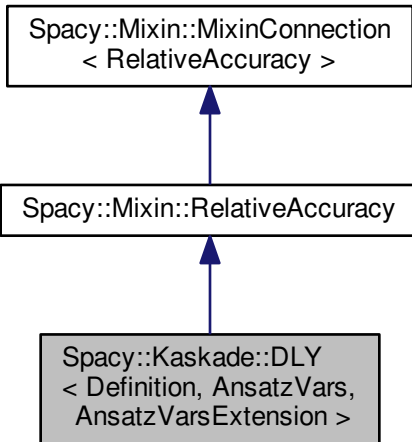 Spacy::Mixin::MixinConnection
< RelativeAccuracy >
Spacy::Mixin::RelativeAccuracy
Spacy::Kaskade::DLY
< Definition, AnsatzVars,
AnsatzVarsExtension >